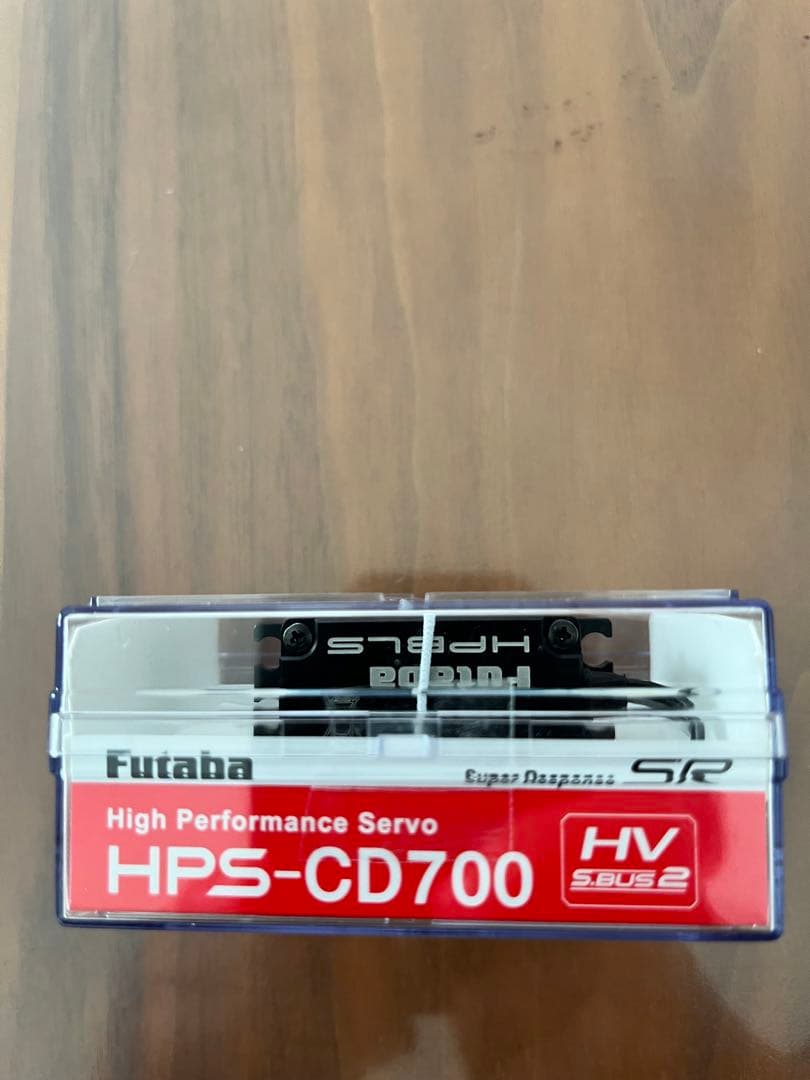 HPBLS
Futaba
Futaba
Super Response SR
High Performance Servo
HPS-CD700
HV
S.BUS2